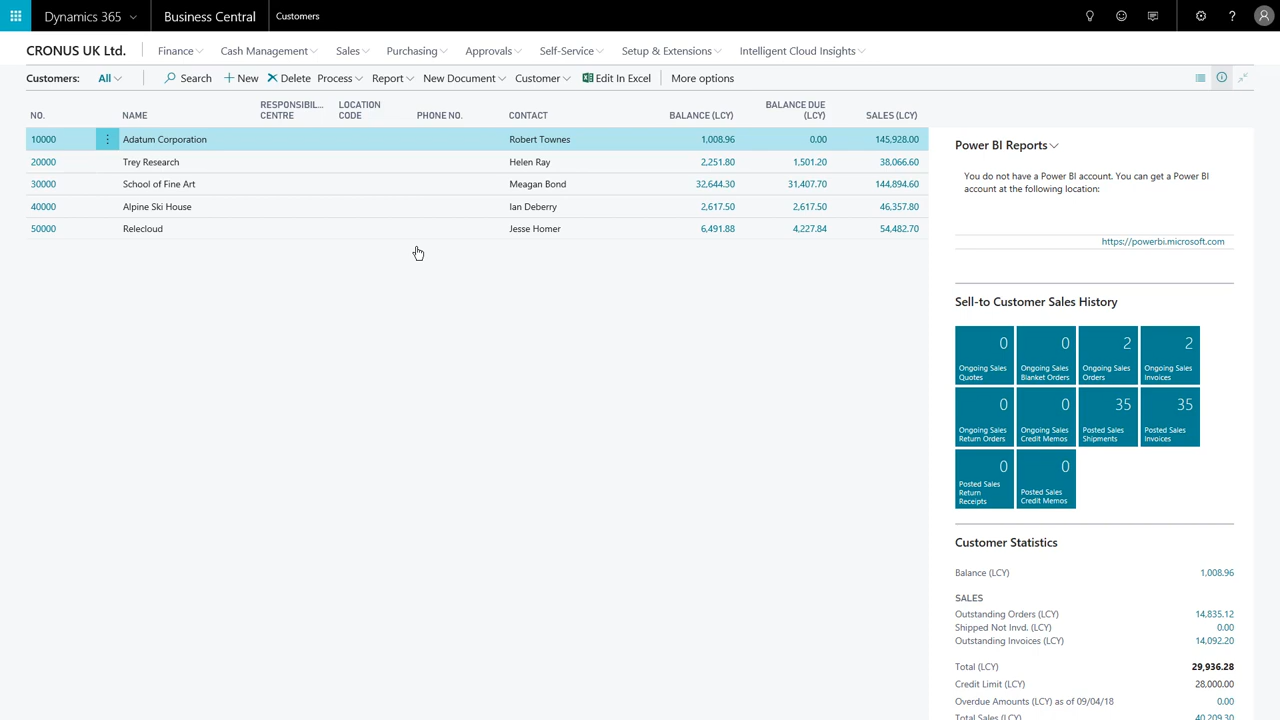 Dynamics 365 Business Central Customers ?
CRONUS UK Ltd. Finance Cash Management Sales Purchasing Approvals Self-Service Setup & Extensions Intelligent Cloud Insights
Customers: All Search New Delete Process Report New Document Customer Edit In Excel More options
NO. NAME RESPONSIBIL... CENTRE LOCATION CODE PHONE NO. CONTACT BALANCE (LCY) BALANCE DUE (LCY) SALES (LCY)
10000 Adatum Corporation Robert Townes 1,008.96 0.00 145,928.00
20000 Trey Research Helen Ray 2,251.80 1,501.20 38,066.60
30000 School of Fine Art Meagan Bond 32,644.30 31,407.70 144,894.60
40000 Alpine Ski House Ian Deberry 2,617.50 2,617.50 46,357.80
50000 Relecloud Jesse Homer 6,491.88 4,227.84 54,482.70
Power BI Reports
You do not have a Power BI account. You can get a Power BI
account at the following location:
https://powerbi.microsoft.com
Sell-to Customer Sales History
0 Ongoing Sales Quotes
0 Ongoing Sales Blanket Orders
2 Ongoing Sales Orders
2 Ongoing Sales Invoices
0 Ongoing Sales Return Orders
0 Ongoing Sales Credit Memos
35 Posted Sales Shipments
35 Posted Sales Invoices
0 Posted Sales Return Receipts
0 Posted Sales Credit Memos
Customer Statistics
Balance (LCY) 1,008.96
SALES
Outstanding Orders (LCY) 14,835.12
Shipped Not Invd. (LCY) 0.00
Outstanding Invoices (LCY) 14,092.20
Total (LCY) 29,936.28
Credit Limit (LCY) 28,000.00
Overdue Amounts (LCY) as of 09/04/18 0.00
Total Sales (LCY) 40,209.30